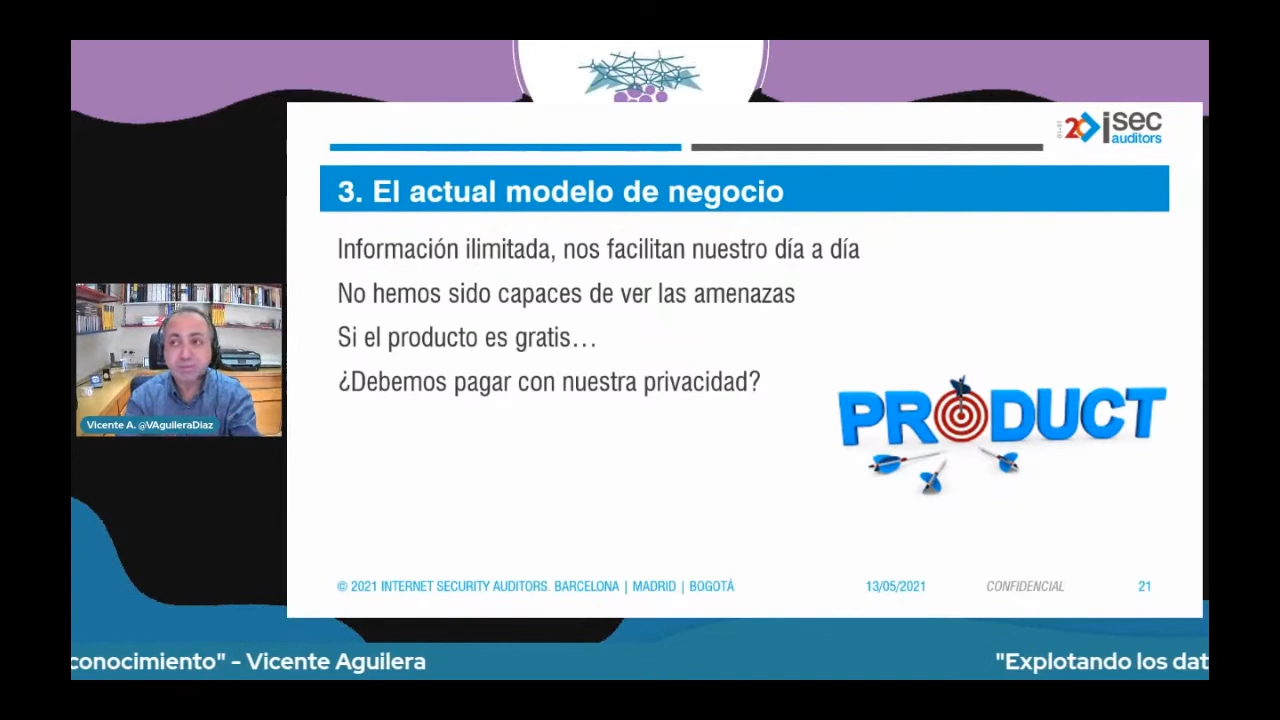 isec
auditors
3. El actual modelo de negocio
Información ilimitada, nos facilitan nuestro día a día
No hemos sido capaces de ver las amenazas
Si el producto es gratis...
¿Debemos pagar con nuestra privacidad?
PRODUCT
Vicente A. @VAguileraDiaz
© 2021 INTERNET SECURITY AUDITORS. BARCELONA | MADRID | BOGOTÁ 13/05/2021 CONFIDENCIAL 21
conocimiento" - Vicente Aguilera "Explotando los dat